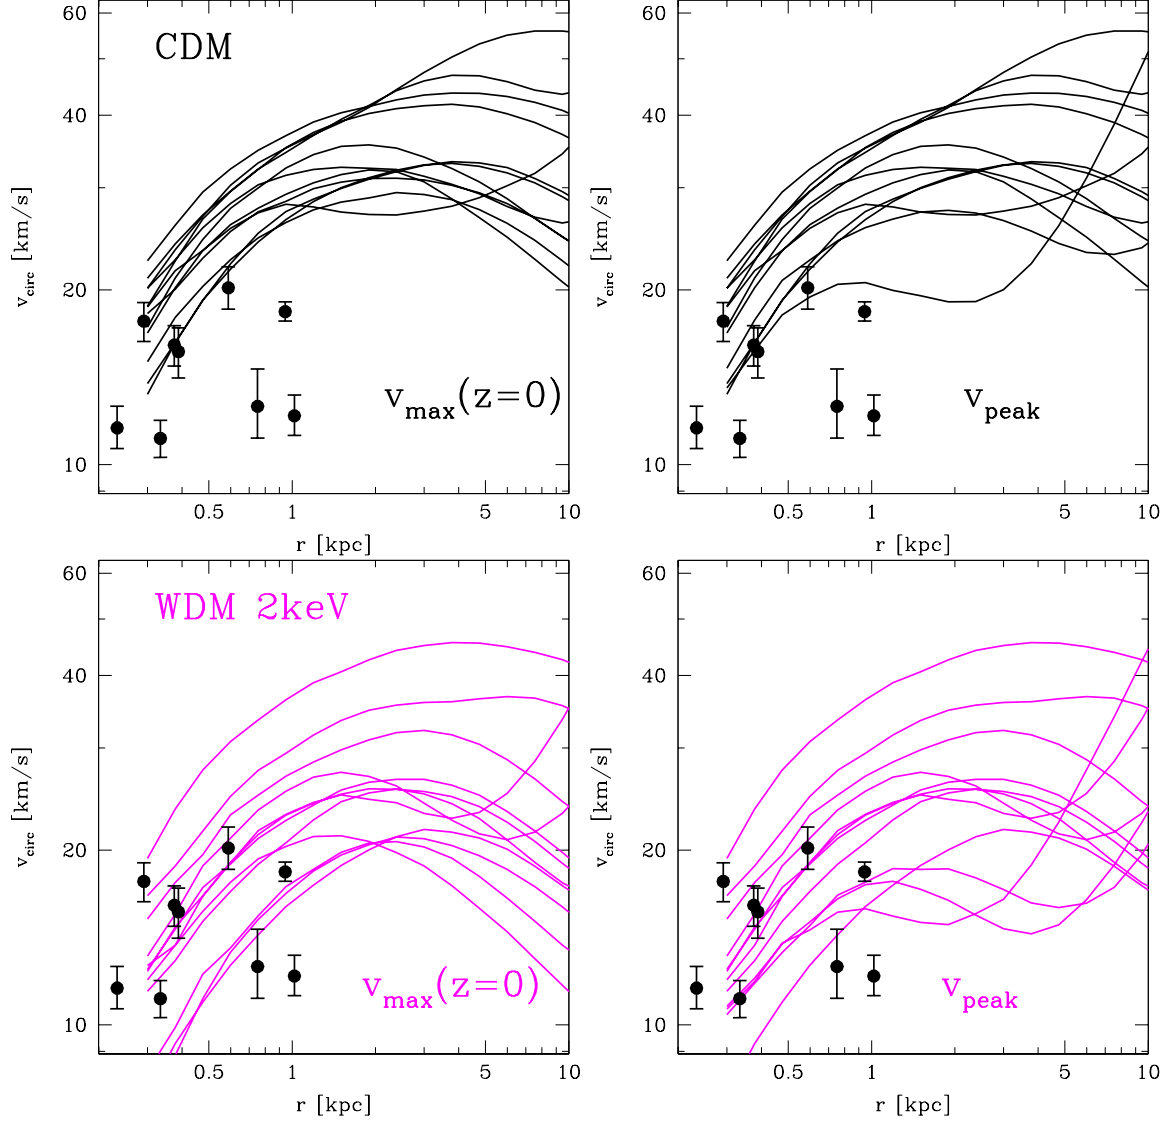 60
40
20
10
CDM
v_max(z=0)
v_circ [km/s]
0.5 1 5 10
r [kpc]
60
40
20
10
v_peak
v_circ [km/s]
0.5 1 5 10
r [kpc]
60
40
20
10
WDM 2keV
v_max(z=0)
v_circ [km/s]
0.5 1 5 10
r [kpc]
60
40
20
10
v_peak
v_circ [km/s]
0.5 1 5 10
r [kpc]